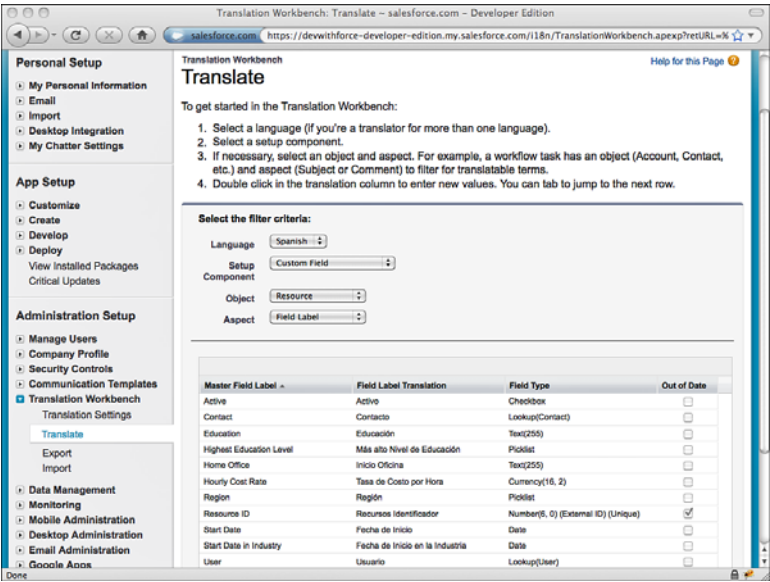 Translation Workbench: Translate – salesforce.com – Developer Edition
salesforce.com https://devwithforce-developer-edition.my.salesforce.com/i18n/TranslationWorkbench.apexp?retURL=%
Personal Setup
My Personal Information
Email
Import
Desktop Integration
My Chatter Settings
App Setup
Customize
Create
Develop
Deploy
View Installed Packages
Critical Updates
Administration Setup
Manage Users
Company Profile
Security Controls
Communication Templates
Translation Workbench
Translation Settings
Translate
Export
Import
Data Management
Monitoring
Mobile Administration
Desktop Administration
Email Administration
Google Apps
Translation Workbench
Translate
Help for this Page ?
To get started in the Translation Workbench:
1. Select a language (if you're a translator for more than one language).
2. Select a setup component.
3. If necessary, select an object and aspect. For example, a workflow task has an object (Account, Contact,
etc.) and aspect (Subject or Comment) to filter for translatable terms.
4. Double click in the translation column to enter new values. You can tab to jump to the next row.
Select the filter criteria:
Language Spanish
Setup Component Custom Field
Object Resource
Aspect Field Label
Master Field Label Field Label Translation Field Type Out of Date
Active Activo Checkbox
Contact Contacto Lookup(Contact)
Education Educación Text(255)
Highest Education Level Más alto Nivel de Educación Picklist
Home Office Inicio Oficina Text(255)
Hourly Cost Rate Tasa de Costo por Hora Currency(16, 2)
Region Región Picklist
Resource ID Recursos Identificador Number(6, 0) (External ID) (Unique)
Start Date Fecha de Inicio Date
Start Date in Industry Fecha de Inicio en la Industria Date
User Usuario Lookup(User)
Done